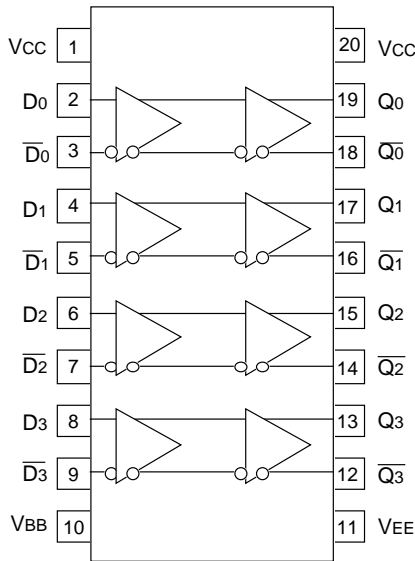 VCC 1 20 VCC
D0 2 19 Q0
D̅0̅ 3 18 Q̅0̅
D1 4 17 Q1
D̅1̅ 5 16 Q̅1̅
D2 6 15 Q2
D̅2̅ 7 14 Q̅2̅
D3 8 13 Q3
D̅3̅ 9 12 Q̅3̅
VBB 10 11 VEE